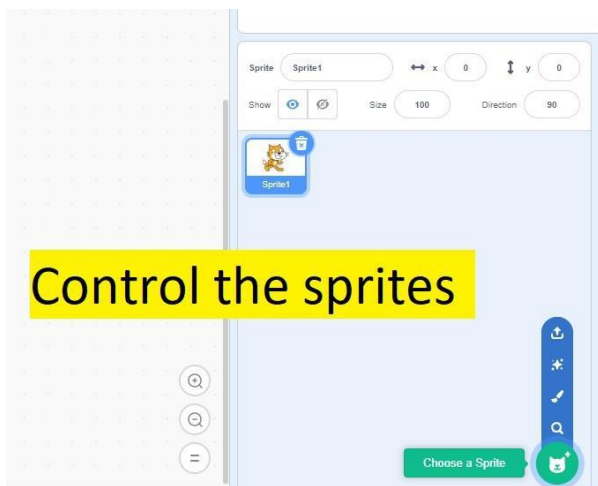 Sprite Sprite1 x 0 y 0
Show Size 100 Direction 90
Sprite1
Control the sprites
Choose a Sprite